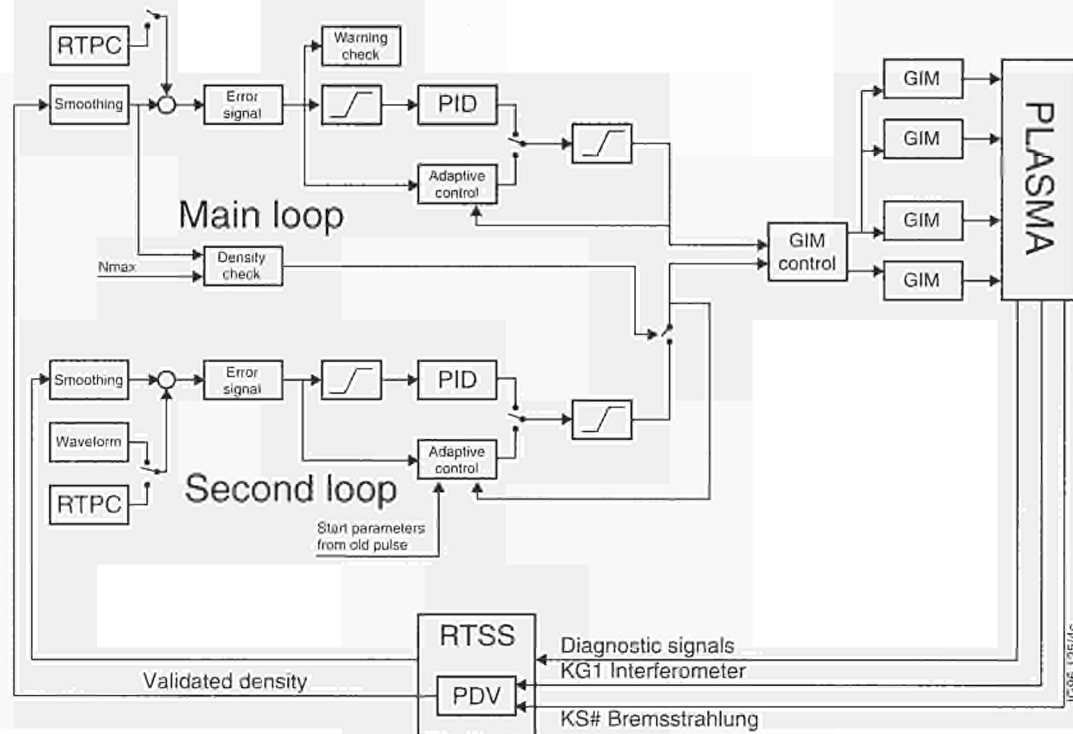 RTPC
Warning
check
Smoothing
Error
signal
PID
Adaptive
control
Main loop
Nmax
Density
check
GIM
GIM
GIM
GIM
GIM
control
PLASMA
Smoothing
Error
signal
PID
Waveform
Adaptive
control
RTPC
Second loop
Start parameters
from old pulse
RTSS
PDV
Validated density
Diagnostic signals
KG1 Interferometer
KS# Bremsstrahlung